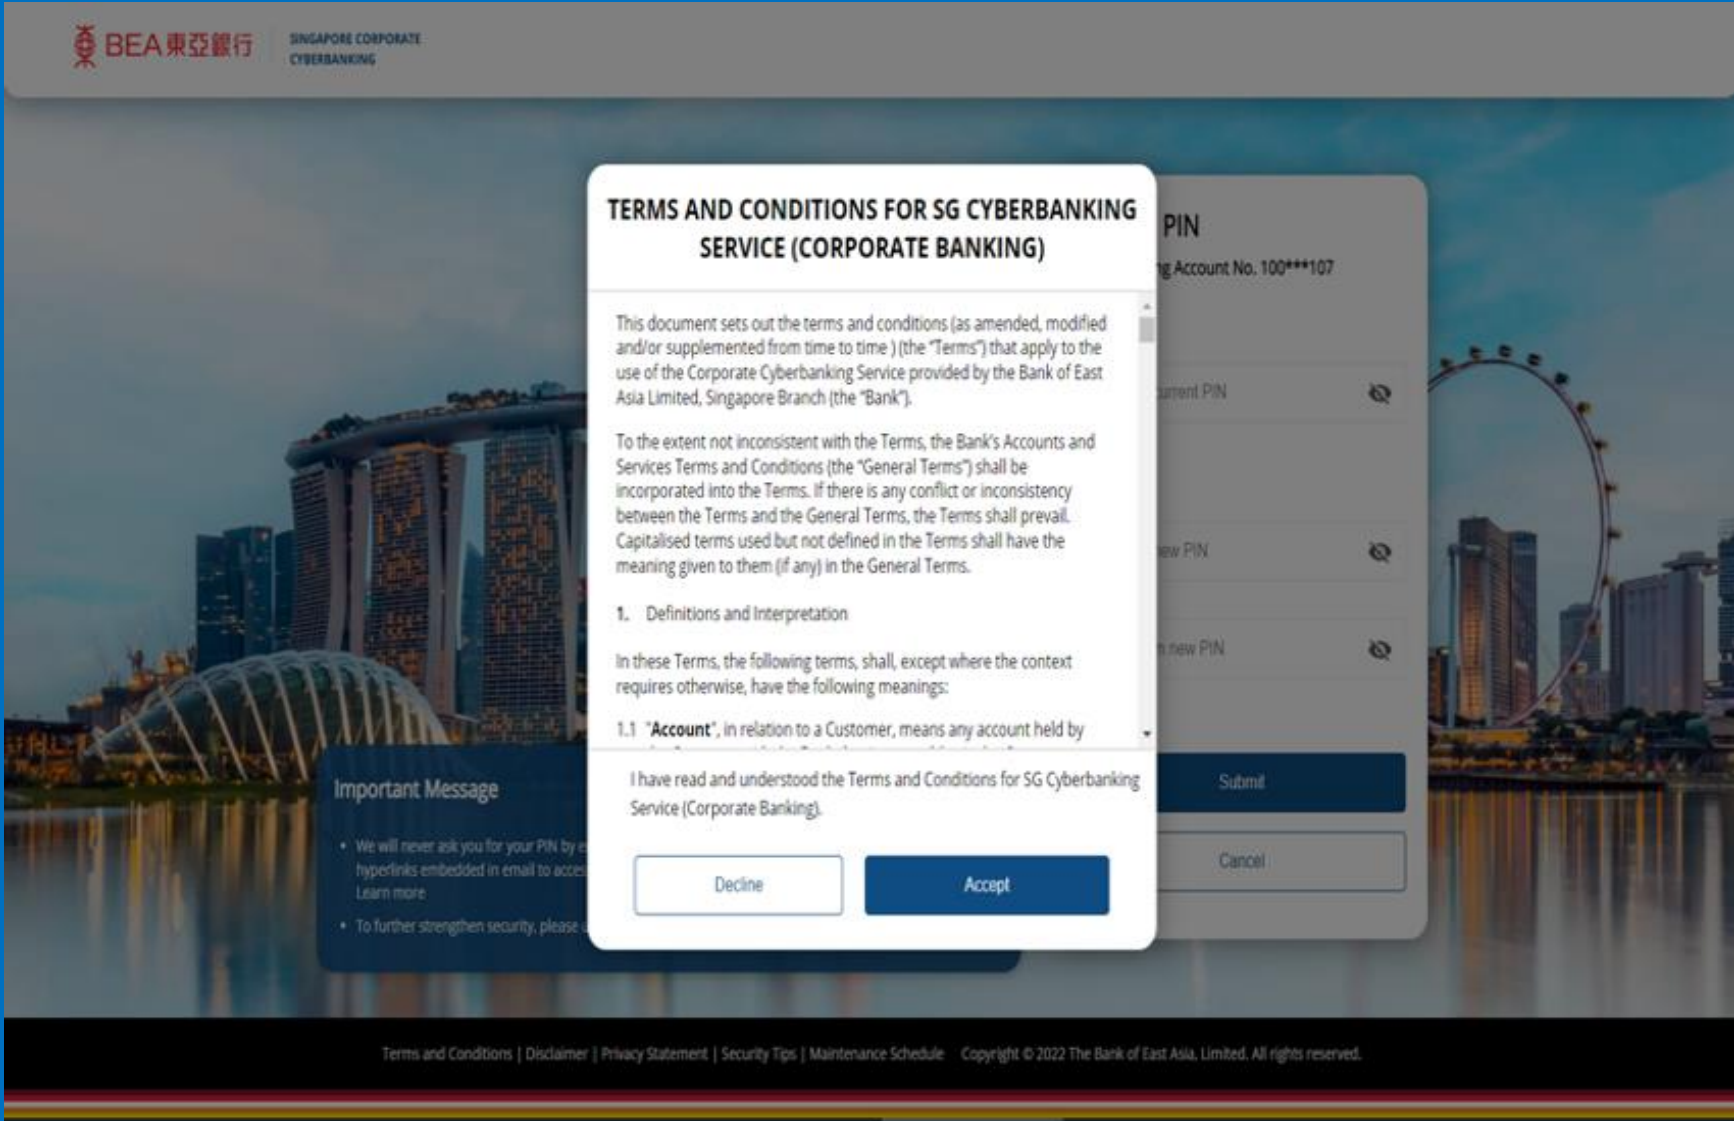 BEA東亞銀行
SINGAPORE CORPORATE
CYBERBANKING
TERMS AND CONDITIONS FOR SG CYBERBANKING
SERVICE (CORPORATE BANKING)
This document sets out the terms and conditions (as amended, modified
and/or supplemented from time to time ) (the “Terms”) that apply to the
use of the Corporate Cyberbanking Service provided by the Bank of East
Asia Limited, Singapore Branch (the “Bank”).
To the extent not inconsistent with the Terms, the Bank’s Accounts and
Services Terms and Conditions (the “General Terms”) shall be
incorporated into the Terms. If there is any conflict or inconsistency
between the Terms and the General Terms, the Terms shall prevail.
Capitalised terms used but not defined in the Terms shall have the
meaning given to them (if any) in the General Terms.
1. Definitions and Interpretation
In these Terms, the following terms, shall, except where the context
requires otherwise, have the following meanings:
1.1 "Account", in relation to a Customer, means any account held by
I have read and understood the Terms and Conditions for SG Cyberbanking
Service (Corporate Banking).
Decline
Accept
PIN
Account No. 100***107
PIN
PIN
new PIN
Submit
Cancel
Important Message
• We will never ask you for your PIN by
hyperlinks embedded in email to
Learn more
• To further strengthen security, please
Terms and Conditions | Disclaimer | Privacy Statement | Security Tips | Maintenance Schedule Copyright © 2022 The Bank of East Asia, Limited. All rights reserved.